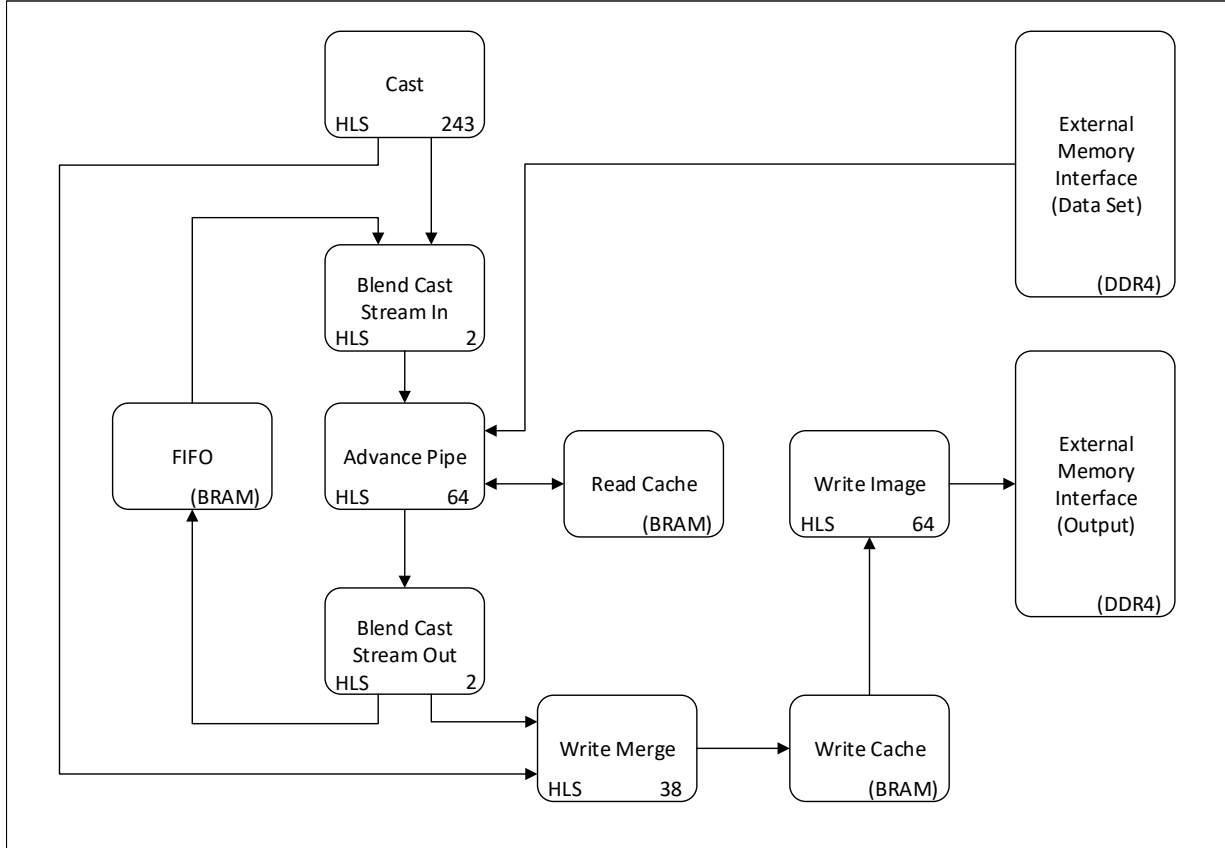 Cast
HLS 243
External
Memory
Interface
(Data Set)
(DDR4)
Blend Cast
Stream In
HLS 2
FIFO
(BRAM)
Advance Pipe
HLS 64
Read Cache
(BRAM)
Write Image
HLS 64
External
Memory
Interface
(Output)
(DDR4)
Blend Cast
Stream Out
HLS 2
Write Merge
HLS 38
Write Cache
(BRAM)